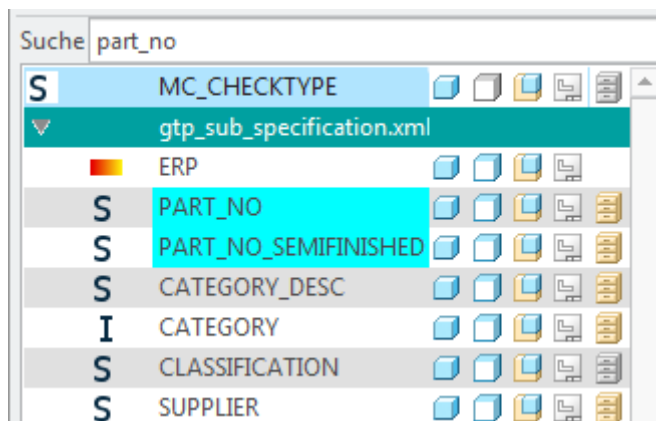 Suche part_no
S MC_CHECKTYPE
gtp_sub_specification.xml
ERP
S PART_NO
S PART_NO_SEMIFINISHED
S CATEGORY_DESC
I CATEGORY
S CLASSIFICATION
S SUPPLIER